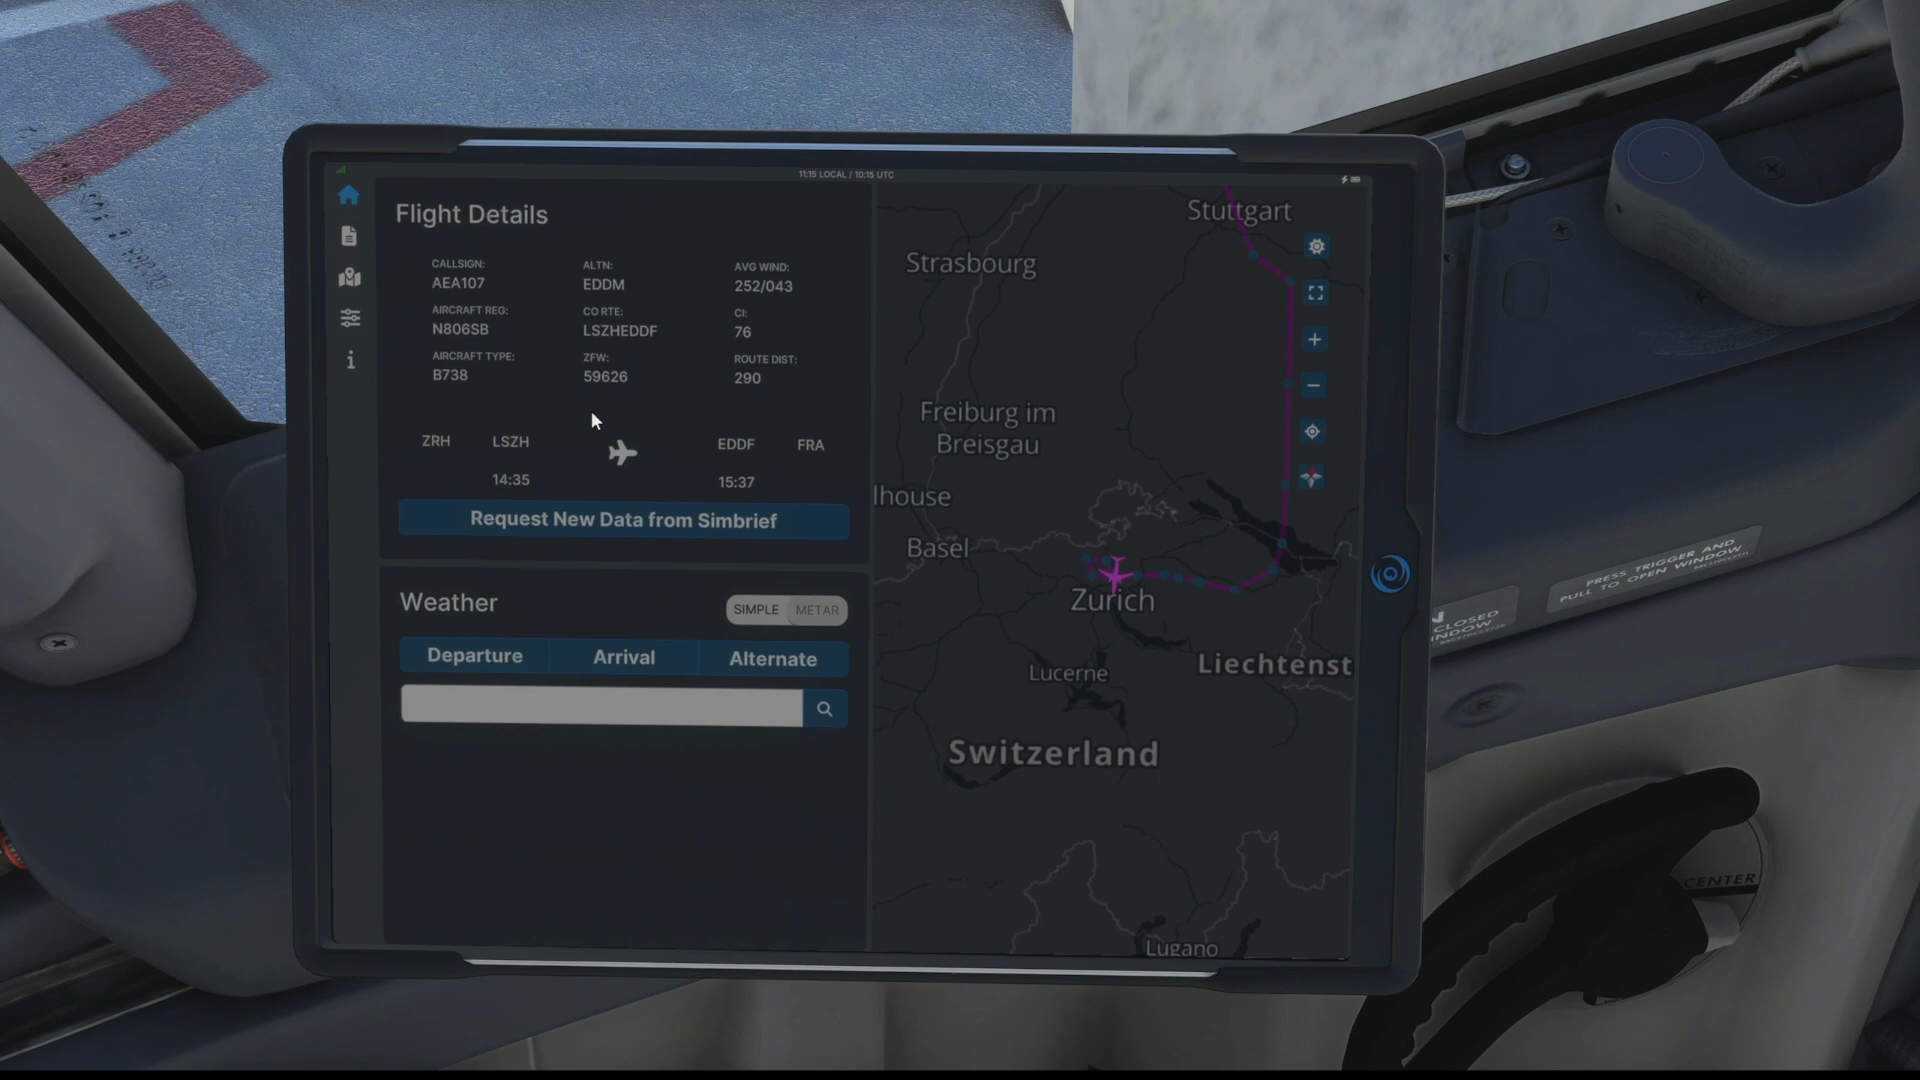 11:15 LOCAL / 10:15 UTC
Flight Details
CALLSIGN:
AEA107
ALTN:
EDDM
AVG WIND:
252/043
AIRCRAFT REG:
N806SB
CO RTE:
LSZHEDDF
CI:
76
AIRCRAFT TYPE:
B738
ZFW:
59626
ROUTE DIST:
290
ZRH LSZH EDDF FRA
14:35 15:37
Request New Data from Simbrief
Weather
SIMPLE METAR
Departure Arrival Alternate
Stuttgart
Strasbourg
Freiburg im
Breisgau
lhouse
Basel
Zurich
Lucerne
Liechtenst
Switzerland
Lugano
PRESS TRIGGER AND
PULL TO OPEN WINDOW
CLOSED
NDOW
CENTER